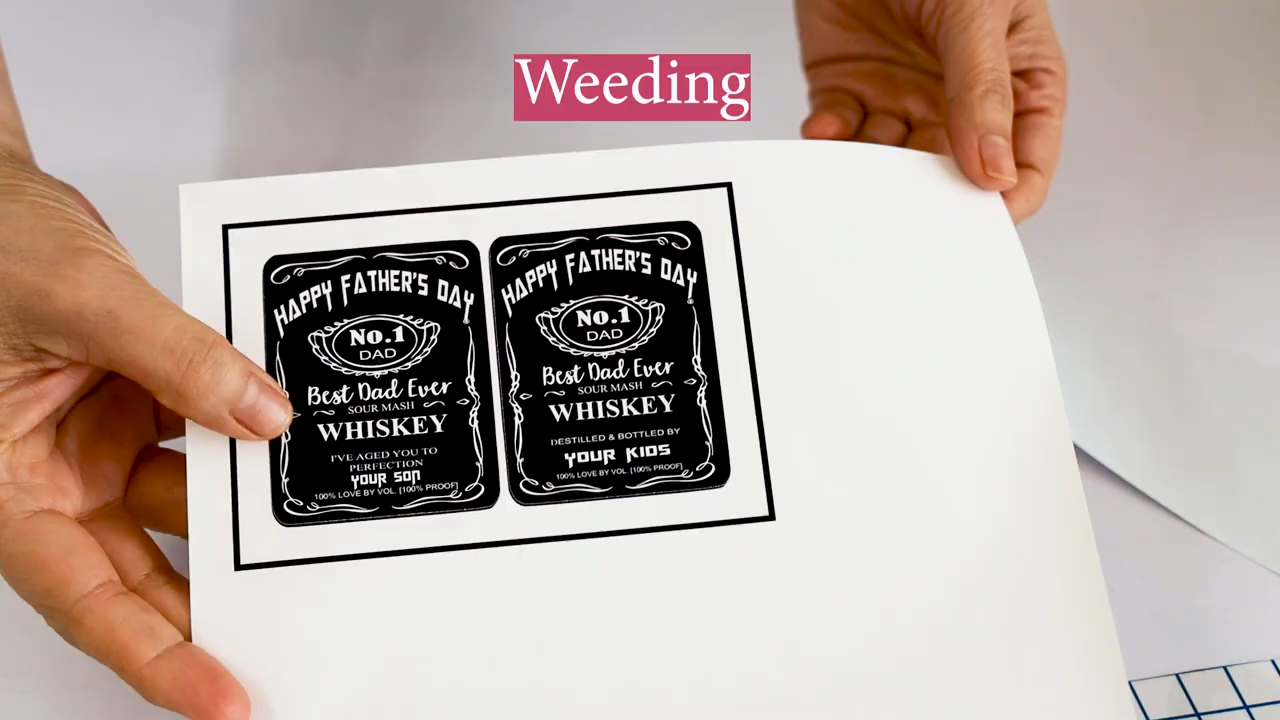 Weeding
HAPPY FATHER'S DAY
No.1
DAD
Best Dad Ever
SOUR MASH
WHISKEY
I'VE AGED YOU TO
PERFECTION
YOUR SON
100% LOVE BY VOL. [100% PROOF]
HAPPY FATHER'S DAY
No.1
DAD
Best Dad Ever
SOUR MASH
WHISKEY
DESTILLED & BOTTLED BY
YOUR KIDS
100% LOVE BY VOL. [100% PROOF]